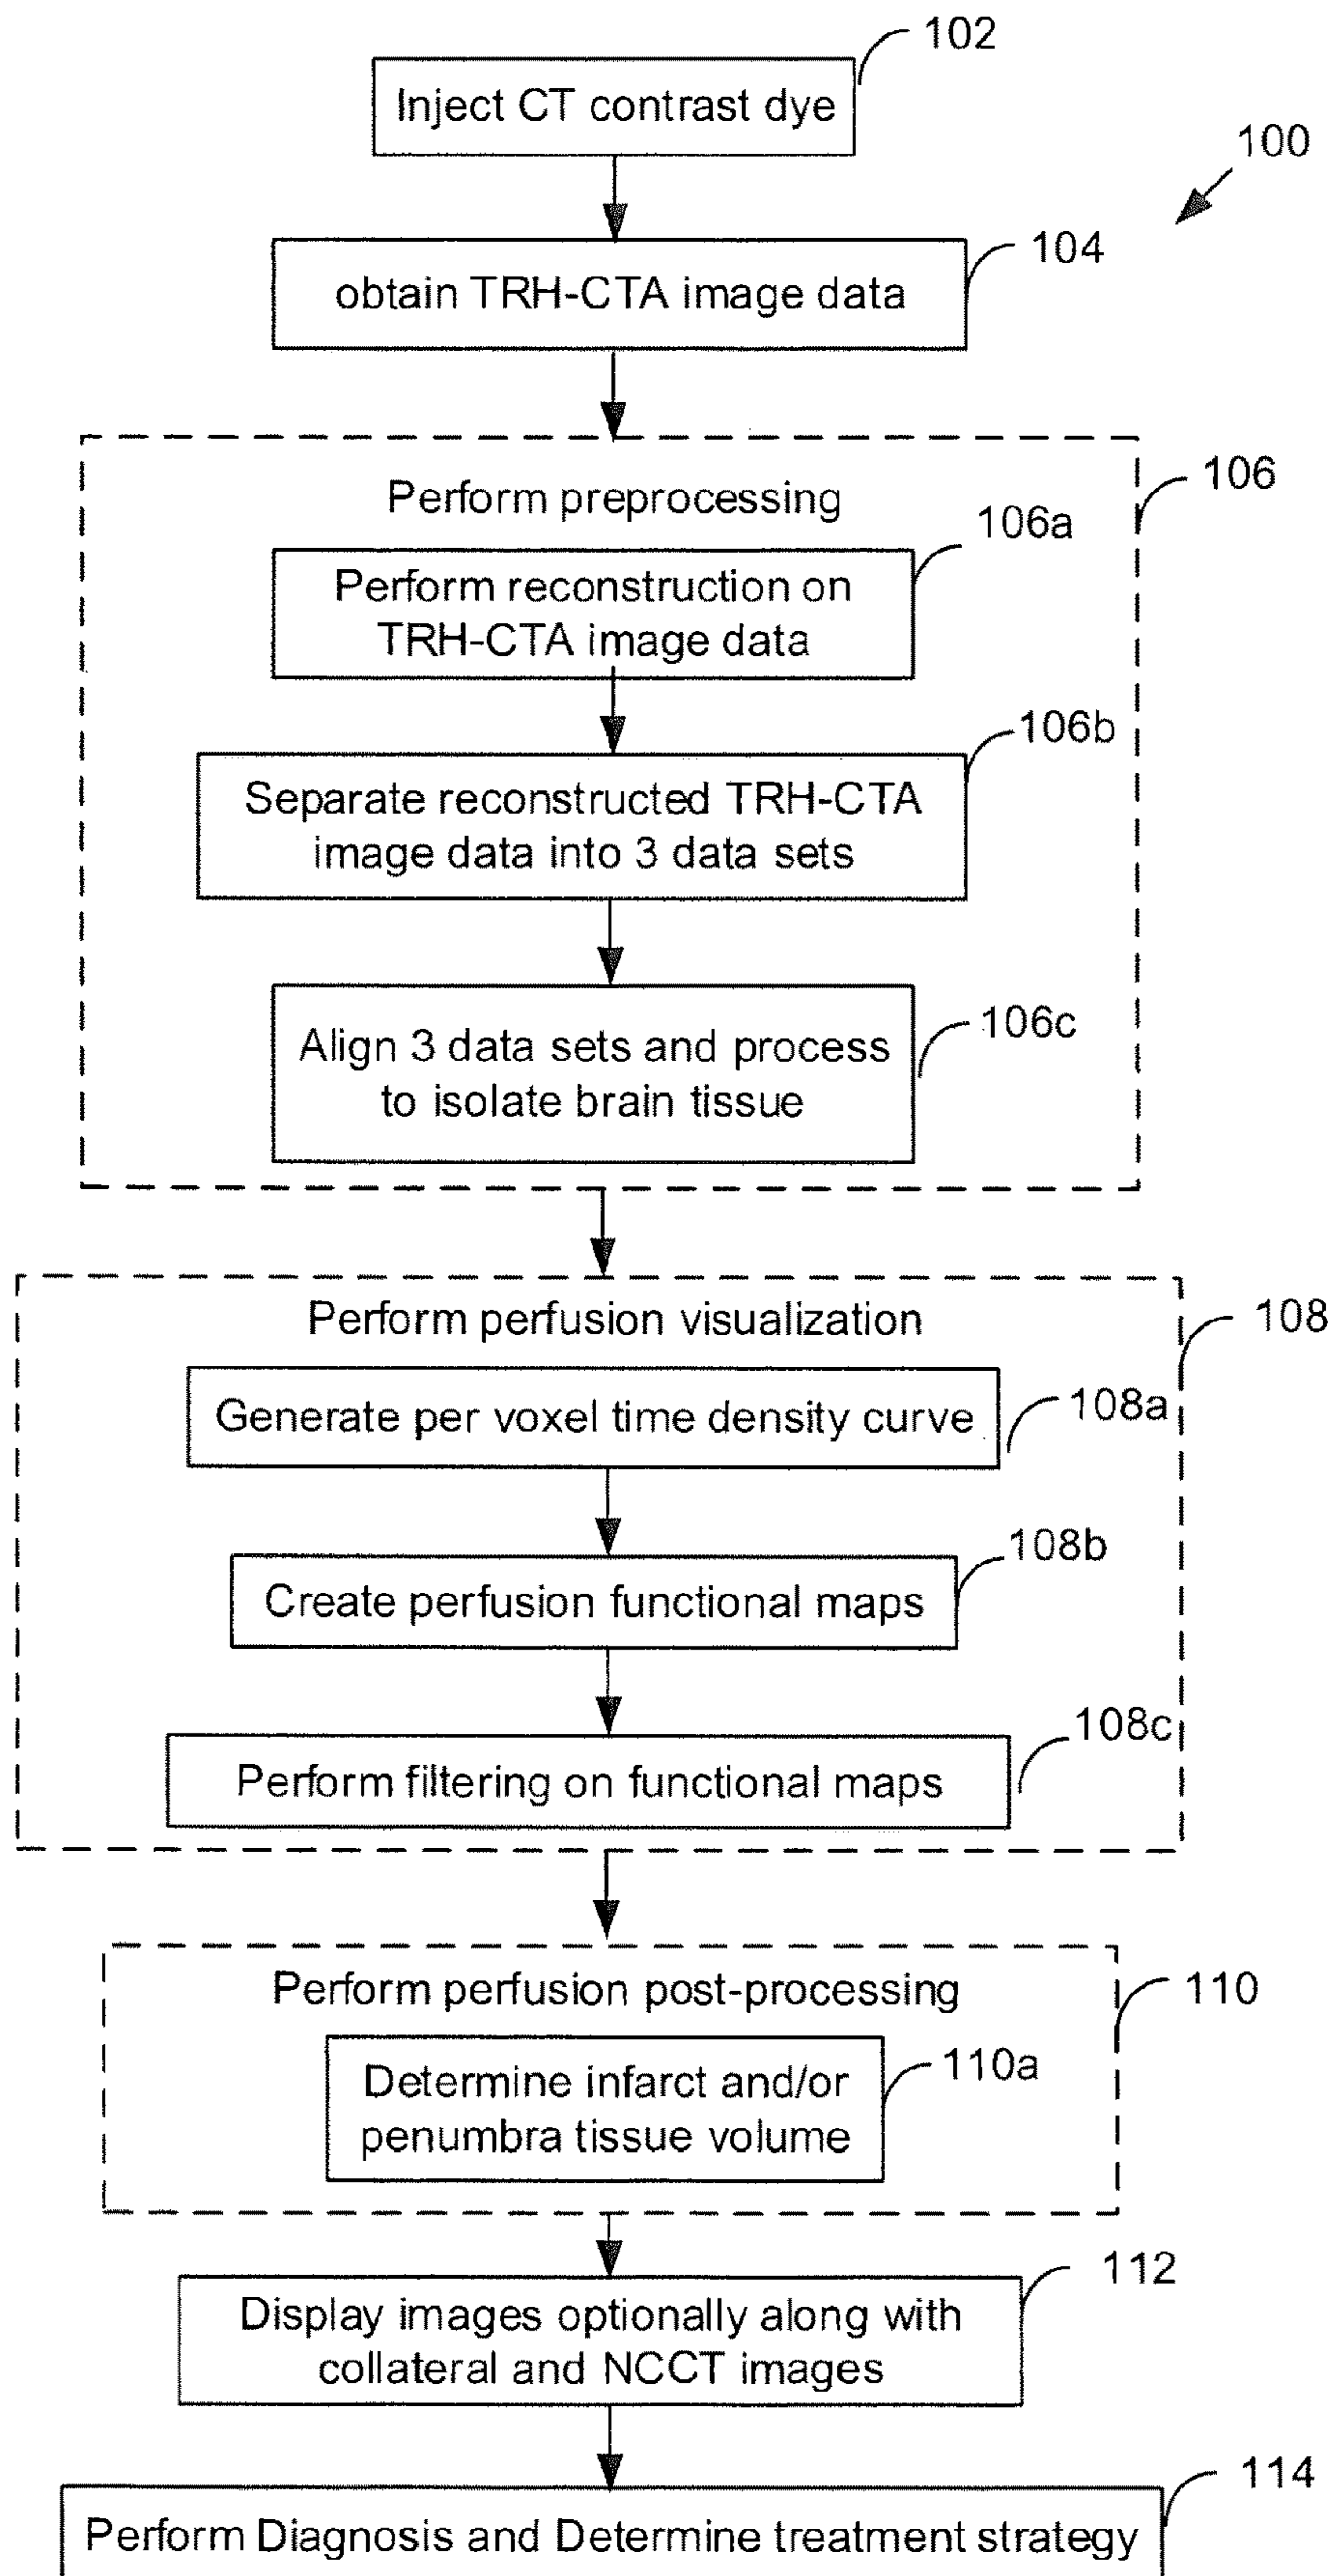 102
Inject CT contrast dye
100
104
obtain TRH-CTA image data
106
Perform preprocessing
106a
Perform reconstruction on
TRH-CTA image data
106b
Separate reconstructed TRH-CTA
image data into 3 data sets
106c
Align 3 data sets and process
to isolate brain tissue
108
Perform perfusion visualization
108a
Generate per voxel time density curve
108b
Create perfusion functional maps
108c
Perform filtering on functional maps
110
Perform perfusion post-processing
110a
Determine infarct and/or
penumbra tissue volume
112
Display images optionally along with
collateral and NCCT images
114
Perform Diagnosis and Determine treatment strategy